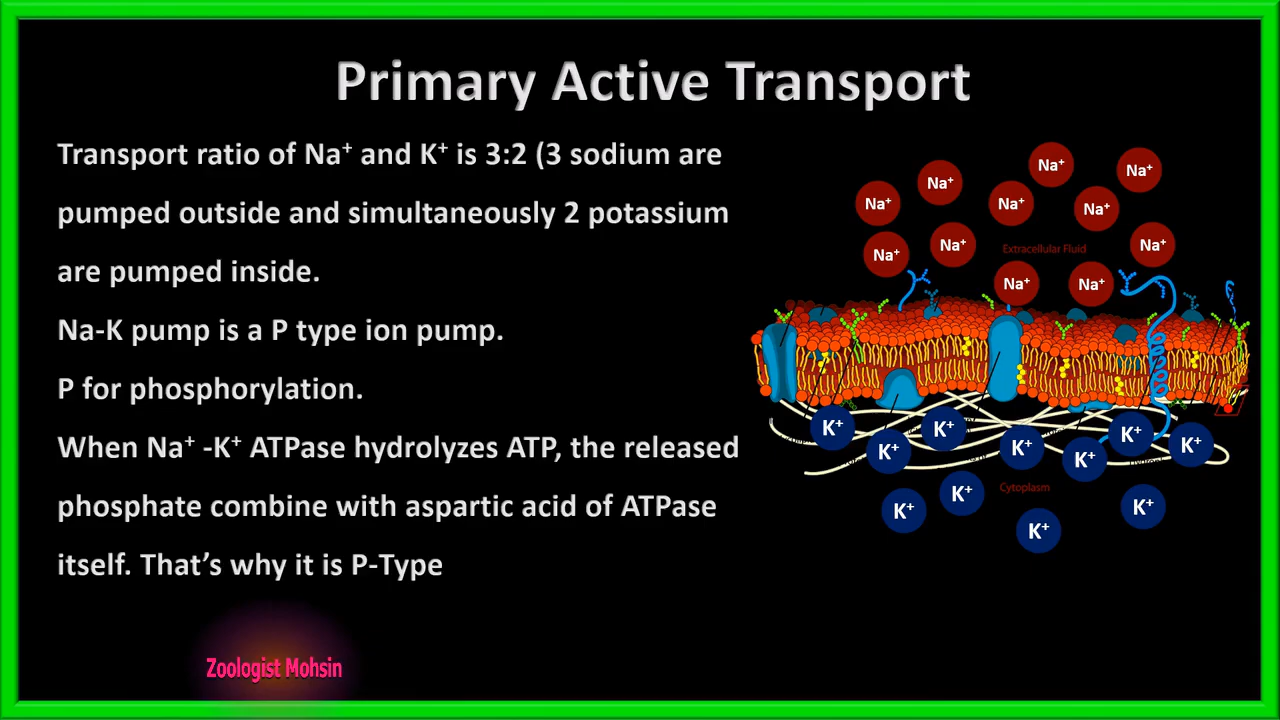 Primary Active Transport
Transport ratio of Na⁺ and K⁺ is 3:2 (3 sodium are
pumped outside and simultaneously 2 potassium
are pumped inside.
Na-K pump is a P type ion pump.
P for phosphorylation.
When Na⁺ -K⁺ ATPase hydrolyzes ATP, the released
phosphate combine with aspartic acid of ATPase
itself. That’s why it is P-Type
Na⁺
Na⁺
Na⁺
Na⁺
Na⁺
Na⁺
Na⁺
Na⁺
Extracellular Fluid
Na⁺
Na⁺
Na⁺
K⁺
K⁺
K⁺
K⁺
K⁺
K⁺
K⁺
Cytoplasm
K⁺
K⁺
K⁺
K⁺
Zoologist Mohsin